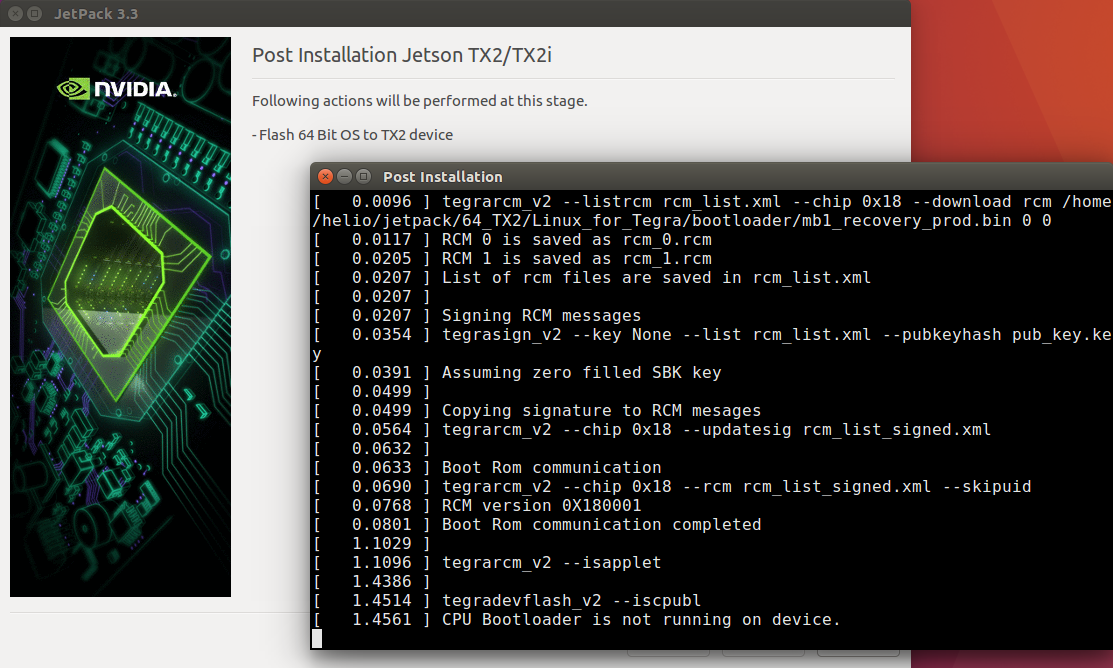 JetPack 3.3
NVIDIA.
Post Installation Jetson TX2/TX2i
Following actions will be performed at this stage.
- Flash 64 Bit OS to TX2 device
Post Installation
[   0.0096 ] tegrarcm_v2 --listrcm rcm_list.xml --chip 0x18 --download rcm /home
/helio/jetpack/64_TX2/Linux_for_Tegra/bootloader/mb1_recovery_prod.bin 0 0
[   0.0117 ] RCM 0 is saved as rcm_0.rcm
[   0.0205 ] RCM 1 is saved as rcm_1.rcm
[   0.0207 ] List of rcm files are saved in rcm_list.xml
[   0.0207 ]
[   0.0207 ] Signing RCM messages
[   0.0354 ] tegrasign_v2 --key None --list rcm_list.xml --pubkeyhash pub_key.ke
y
[   0.0391 ] Assuming zero filled SBK key
[   0.0499 ]
[   0.0499 ] Copying signature to RCM mesages
[   0.0564 ] tegrarcm_v2 --chip 0x18 --updatesig rcm_list_signed.xml
[   0.0632 ]
[   0.0633 ] Boot Rom communication
[   0.0690 ] tegrarcm_v2 --chip 0x18 --rcm rcm_list_signed.xml --skipuid
[   0.0768 ] RCM version 0X180001
[   0.0801 ] Boot Rom communication completed
[   1.1029 ]
[   1.1096 ] tegrarcm_v2 --isapplet
[   1.4386 ]
[   1.4514 ] tegradevflash_v2 --iscpubl
[   1.4561 ] CPU Bootloader is not running on device.